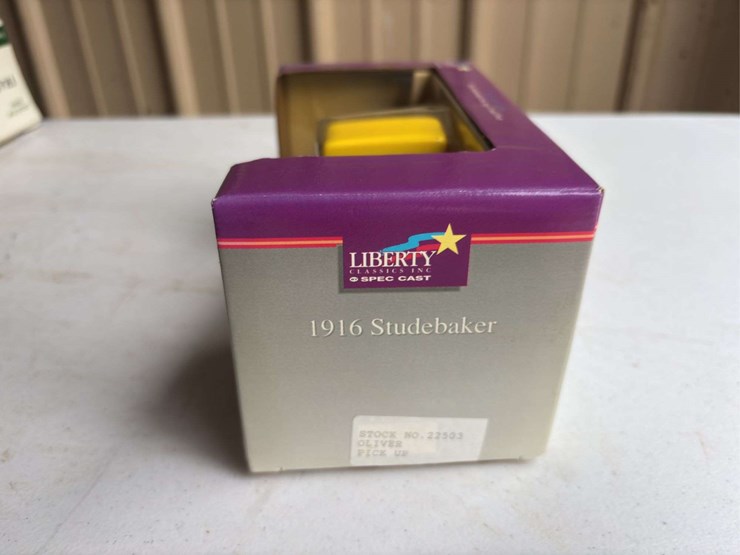 LIBERTY
CLASSICS INC
SPEC CAST
1916 Studebaker
STOCK NO. 22503
OLIVER
PICK UP